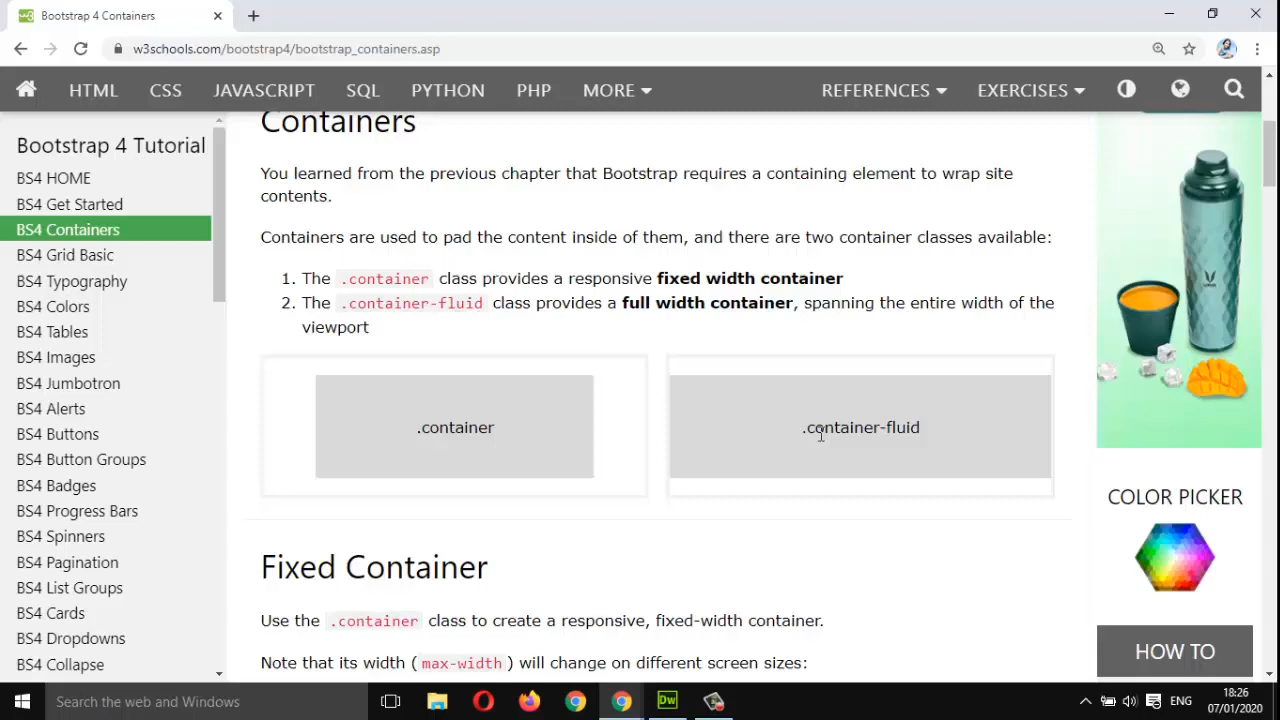 Bootstrap 4 Containers
w3schools.com/bootstrap4/bootstrap_containers.asp
HTML CSS JAVASCRIPT SQL PYTHON PHP MORE REFERENCES EXERCISES
Bootstrap 4 Tutorial
BS4 HOME
BS4 Get Started
BS4 Containers
BS4 Grid Basic
BS4 Typography
BS4 Colors
BS4 Tables
BS4 Images
BS4 Jumbotron
BS4 Alerts
BS4 Buttons
BS4 Button Groups
BS4 Badges
BS4 Progress Bars
BS4 Spinners
BS4 Pagination
BS4 List Groups
BS4 Cards
BS4 Dropdowns
BS4 Collapse
Containers
You learned from the previous chapter that Bootstrap requires a containing element to wrap site
contents.
Containers are used to pad the content inside of them, and there are two container classes available:
1. The .container class provides a responsive fixed width container
2. The .container-fluid class provides a full width container, spanning the entire width of the
viewport
.container
.container-fluid
Fixed Container
Use the .container class to create a responsive, fixed-width container.
Note that its width (max-width) will change on different screen sizes:
COLOR PICKER
HOW TO
Search the web and Windows
Dw
ENG
18:26
07/01/2020